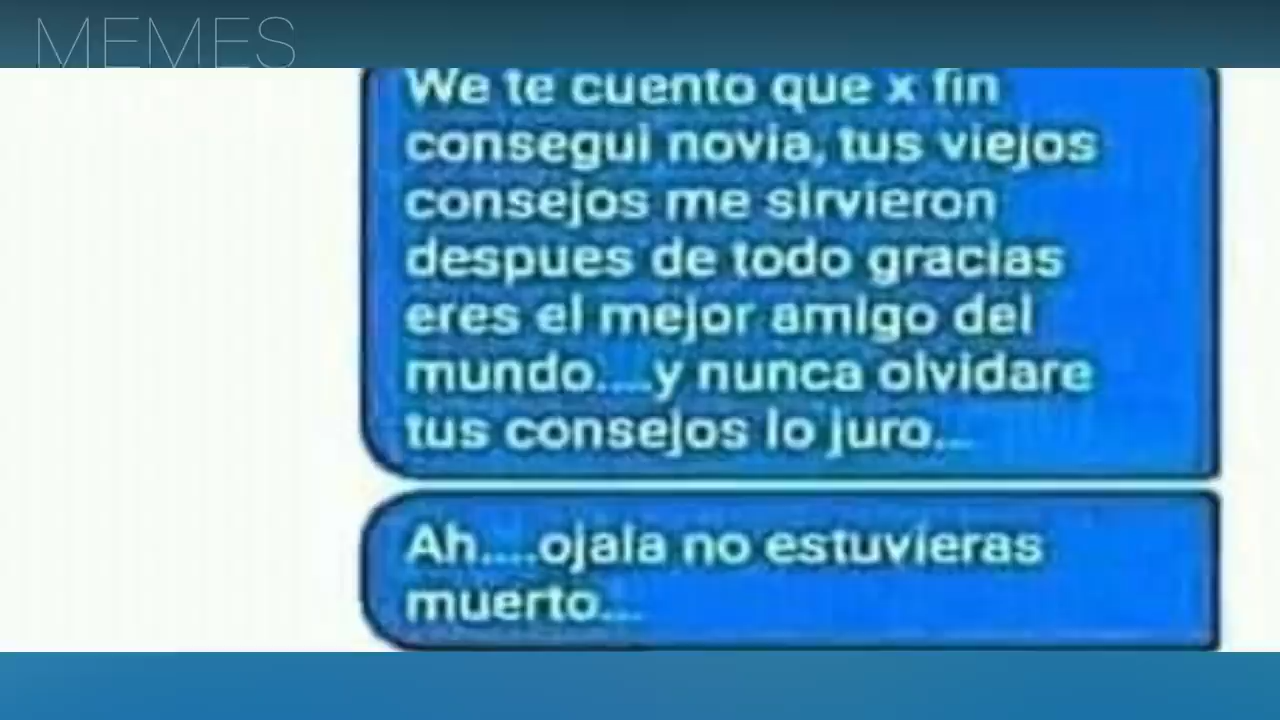 MEMES
We te cuento que x fin
consegui novia, tus viejos
consejos me sirvieron
despues de todo gracias
eres el mejor amigo del
mundo....y nunca olvidare
tus consejos lo juro...
Ah....ojala no estuvieras
muerto...